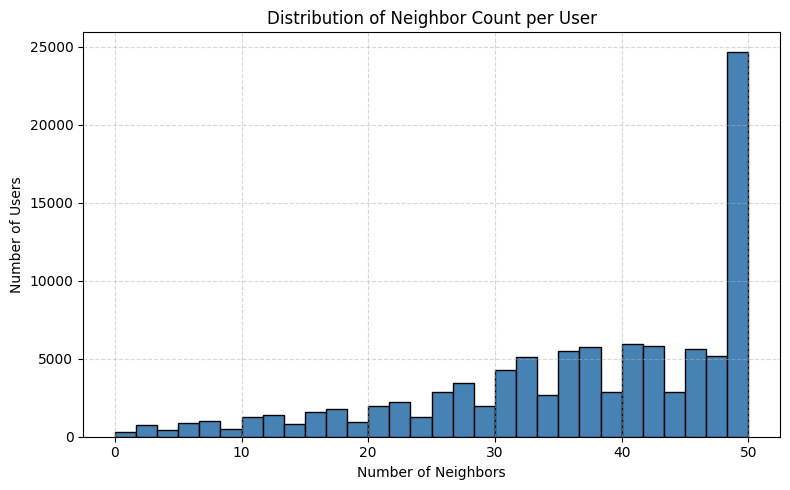 Distribution of Neighbor Count per User
Number of Users
25000
20000
15000
10000
5000
0
0 10 20 30 40 50
Number of Neighbors